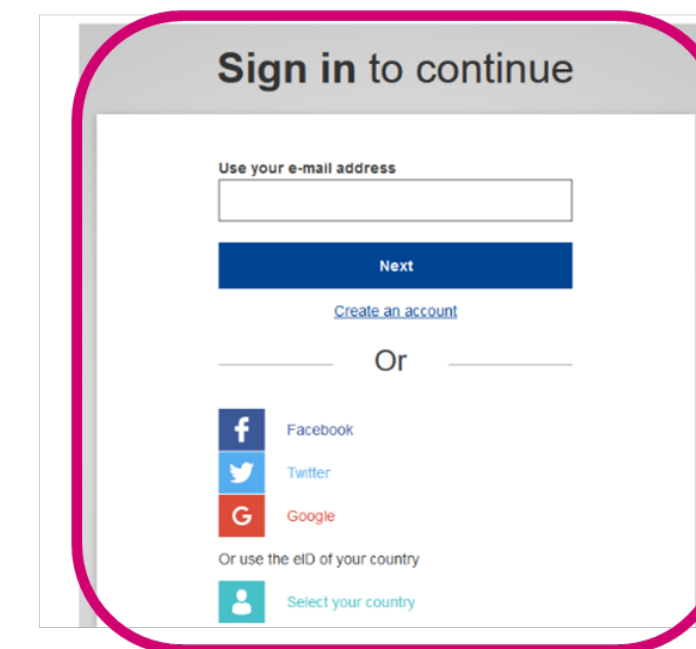 Sign in to continue
Use your e-mail address
Next
Create an account
Or
Facebook
Twitter
Google
Or use the eID of your country
Select your country